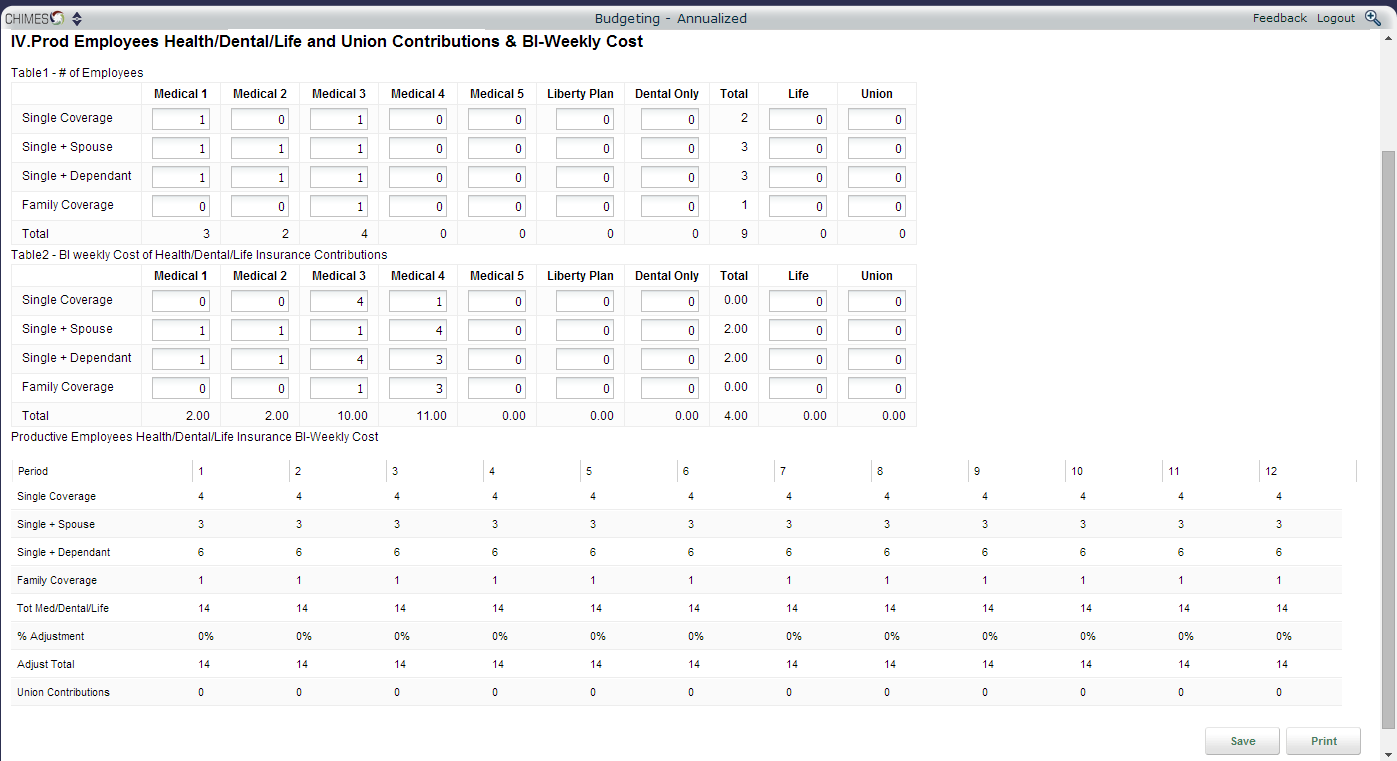 CHIMES Budgeting - Annualized Feedback Logout
IV.Prod Employees Health/Dental/Life and Union Contributions & BI-Weekly Cost
Table1 - # of Employees
Medical 1 Medical 2 Medical 3 Medical 4 Medical 5 Liberty Plan Dental Only Total Life Union
Single Coverage 1 0 1 0 0 0 0 2 0 0
Single + Spouse 1 1 1 0 0 0 0 3 0 0
Single + Dependant 1 1 1 0 0 0 0 3 0 0
Family Coverage 0 0 1 0 0 0 0 1 0 0
Total 3 2 4 0 0 0 0 9 0 0
Table2 - BI weekly Cost of Health/Dental/Life Insurance Contributions
Medical 1 Medical 2 Medical 3 Medical 4 Medical 5 Liberty Plan Dental Only Total Life Union
Single Coverage 0 0 4 1 0 0 0 0.00 0 0
Single + Spouse 1 1 1 4 0 0 0 2.00 0 0
Single + Dependant 1 1 4 3 0 0 0 2.00 0 0
Family Coverage 0 0 1 3 0 0 0 0.00 0 0
Total 2.00 2.00 10.00 11.00 0.00 0.00 0.00 4.00 0.00 0.00
Productive Employees Health/Dental/Life Insurance BI-Weekly Cost
Period 1 2 3 4 5 6 7 8 9 10 11 12
Single Coverage 4 4 4 4 4 4 4 4 4 4 4 4
Single + Spouse 3 3 3 3 3 3 3 3 3 3 3 3
Single + Dependant 6 6 6 6 6 6 6 6 6 6 6 6
Family Coverage 1 1 1 1 1 1 1 1 1 1 1 1
Tot Med/Dental/Life 14 14 14 14 14 14 14 14 14 14 14 14
% Adjustment 0% 0% 0% 0% 0% 0% 0% 0% 0% 0% 0% 0%
Adjust Total 14 14 14 14 14 14 14 14 14 14 14 14
Union Contributions 0 0 0 0 0 0 0 0 0 0 0 0
Save Print